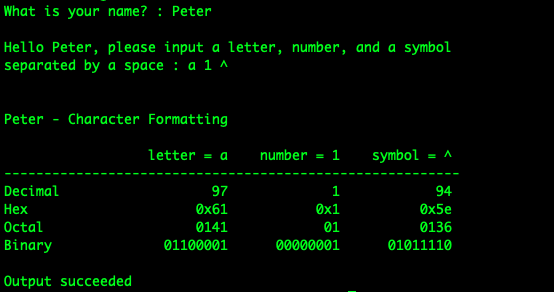 What is your name? : Peter
Hello Peter, please input a letter, number, and a symbol
separated by a space : a 1 ^
Peter - Character Formatting
letter = a    number = 1    symbol = ^
---------------------------------------------------------
Decimal                   97             1            94
Hex                     0x61           0x1          0x5e
Octal                   0141            01          0136
Binary              01100001      00000001      01011110
Output succeeded